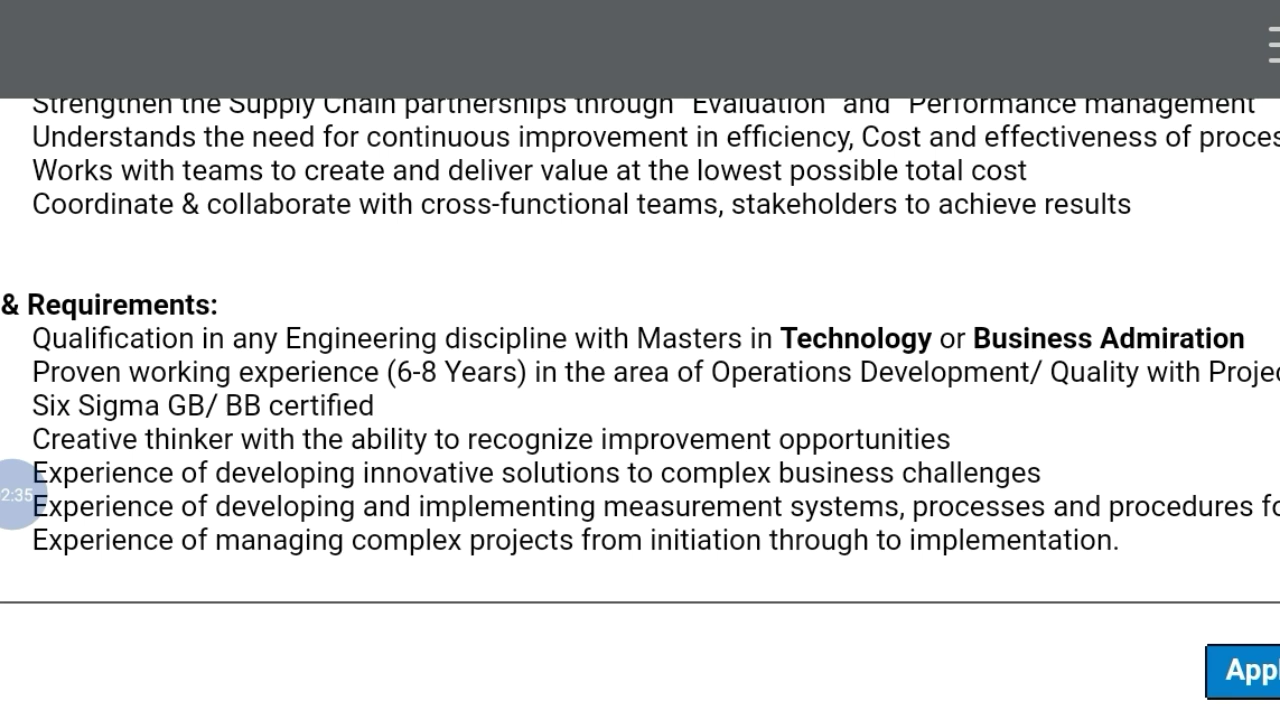 Strengthen the Supply Chain partnerships through "Evaluation" and "Performance management"
Understands the need for continuous improvement in efficiency, Cost and effectiveness of proces
Works with teams to create and deliver value at the lowest possible total cost
Coordinate & collaborate with cross-functional teams, stakeholders to achieve results
& Requirements:
Qualification in any Engineering discipline with Masters in Technology or Business Admiration
Proven working experience (6-8 Years) in the area of Operations Development/ Quality with Projec
Six Sigma GB/ BB certified
Creative thinker with the ability to recognize improvement opportunities
Experience of developing innovative solutions to complex business challenges
2:35
Experience of developing and implementing measurement systems, processes and procedures fo
Experience of managing complex projects from initiation through to implementation.
Appl